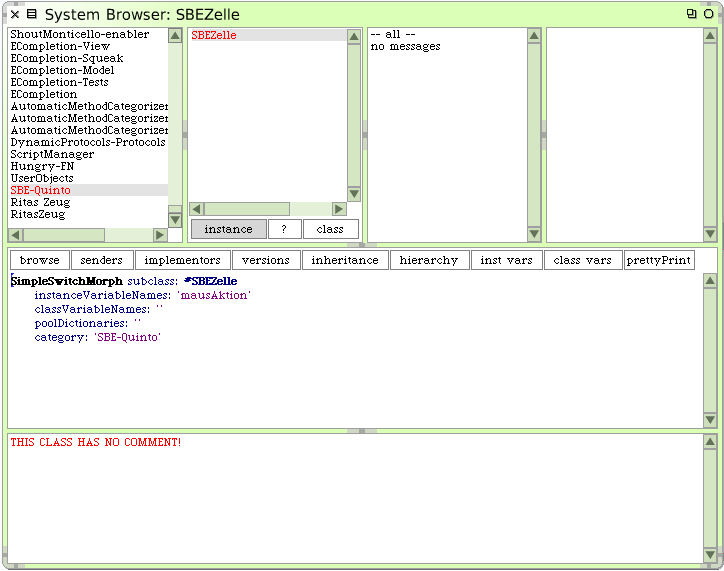 System Browser: SBEZelle
ShoutMonticello-enabler
ECompletion-View
ECompletion-Squeak
ECompletion-Model
ECompletion-Tests
ECompletion
AutomaticMethodCategorizer
AutomaticMethodCategorizer
AutomaticMethodCategorizer
DynamicProtocols-Protocols
ScriptManager
Hungry-FN
UserObjects
SBE-Quinto
Ritas Zeug
RitasZeug
SBEZelle
instance ? class
-- all --
no messages
browse senders implementors versions inheritance hierarchy inst vars class vars prettyPrint
SimpleSwitchMorph subclass: #SBEZelle
instanceVariableNames: 'mausAktion'
classVariableNames: ''
poolDictionaries: ''
category: 'SBE-Quinto'
THIS CLASS HAS NO COMMENT!